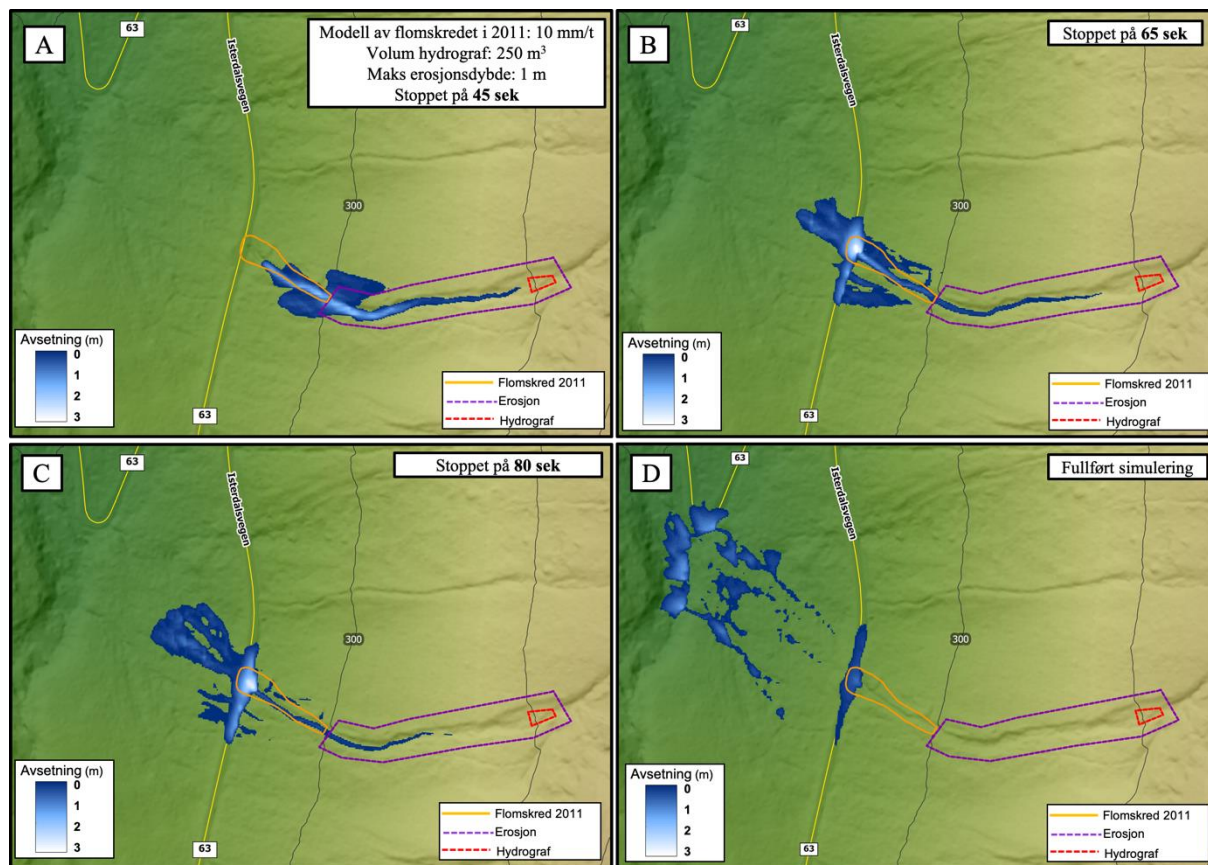 A
63
Modell av flomskredet i 2011: 10 mm/t
Volum hydrograf: 250 m³
Maks erosjonsdybde: 1 m
Stoppet på 45 sek
Isterdalsvegen
300
63
Avsetning (m)
0
1
2
3
Flomskred 2011
Erosjon
Hydrograf
B
63
Stoppet på 65 sek
Isterdalsvegen
300
63
Avsetning (m)
0
1
2
3
Flomskred 2011
Erosjon
Hydrograf
C
63
Stoppet på 80 sek
Isterdalsvegen
300
63
Avsetning (m)
0
1
2
3
Flomskred 2011
Erosjon
Hydrograf
D
63
Fullført simulering
Isterdalsvegen
300
63
Avsetning (m)
0
1
2
3
Flomskred 2011
Erosjon
Hydrograf